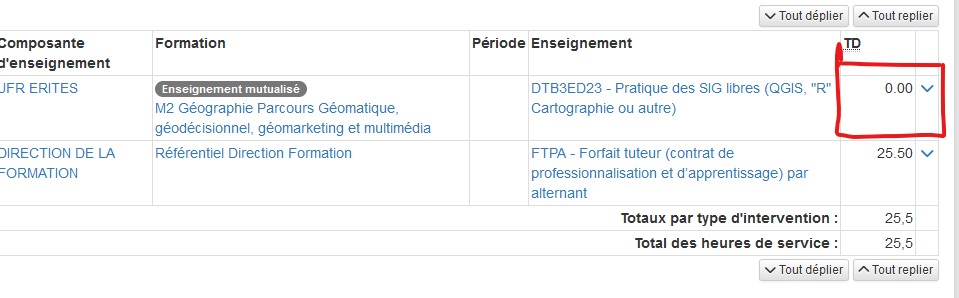 Tout déplier Tout replier
Composante d'enseignement Formation Période Enseignement TD
UFR ERITES Enseignement mutualisé DTB3ED23 - Pratique des SIG libres (QGIS, "R" 0.00
M2 Géographie Parcours Géomatique, Cartographie ou autre)
géodécisionnel, géomarketing et multimédia
DIRECTION DE LA Référentiel Direction Formation FTPA - Forfait tuteur (contrat de 25.50
FORMATION professionnalisation et d'apprentissage) par
alternant
Totaux par type d'intervention : 25,5
Total des heures de service : 25,5
Tout déplier Tout replier